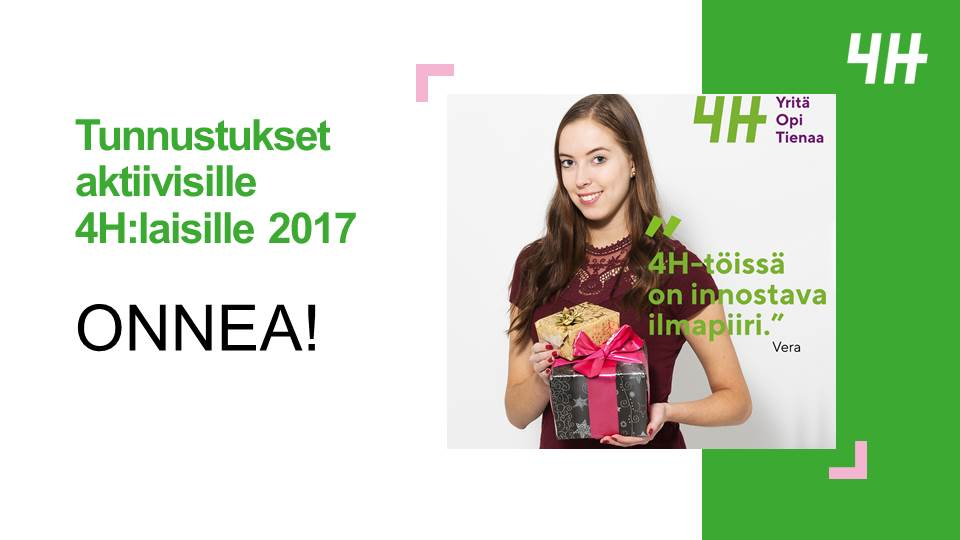 Tunnustukset
aktiivisille
4H:laisille 2017
ONNEA!
4H
4H
Yritä
Opi
Tienaa
“
4H-töissä
on innostava
ilmapiiri.”
Vera